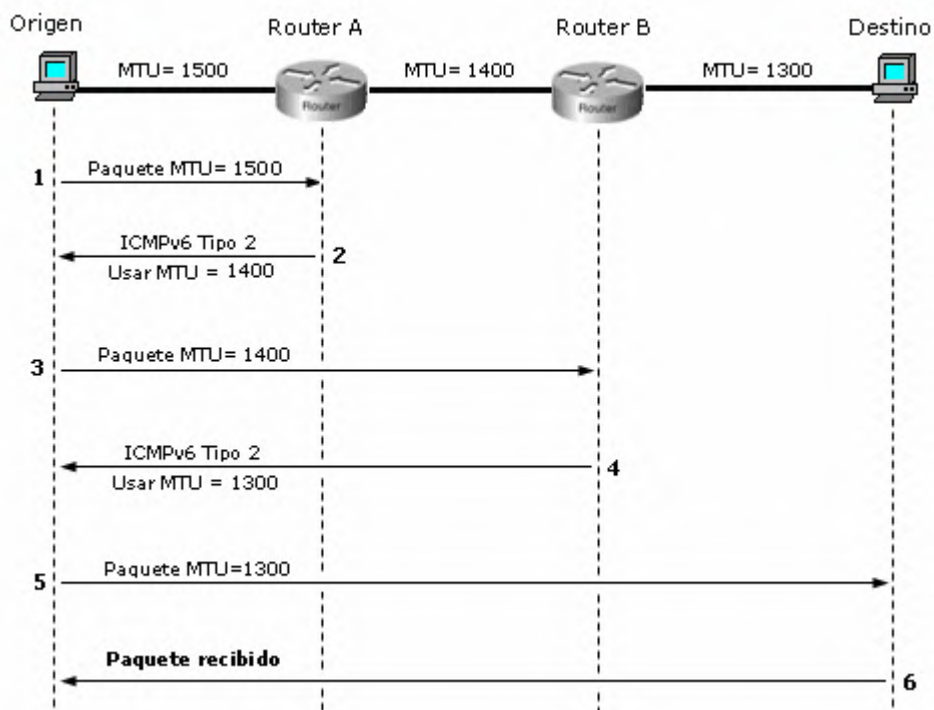 Origen
Router A
Router B
Destino
MTU= 1500
MTU= 1400
MTU= 1300
Router
Router
1
Paquete MTU= 1500
ICMPv6 Tipo 2
2
Usar MTU = 1400
3
Paquete MTU= 1400
ICMPv6 Tipo 2
4
Usar MTU = 1300
5
Paquete MTU=1300
Paquete recibido
6